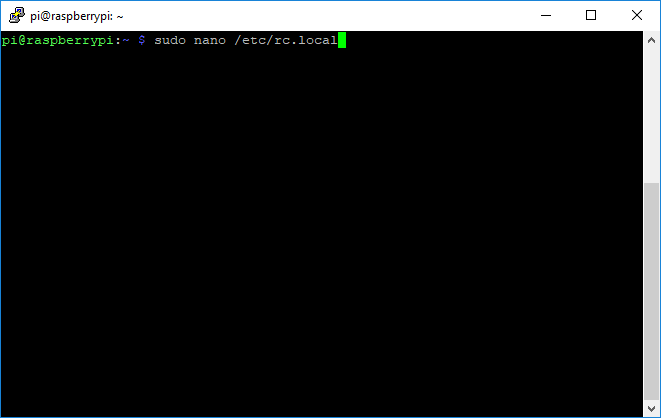 pi@raspberrypi: ~
pi@raspberrypi:~ $ sudo nano /etc/rc.local